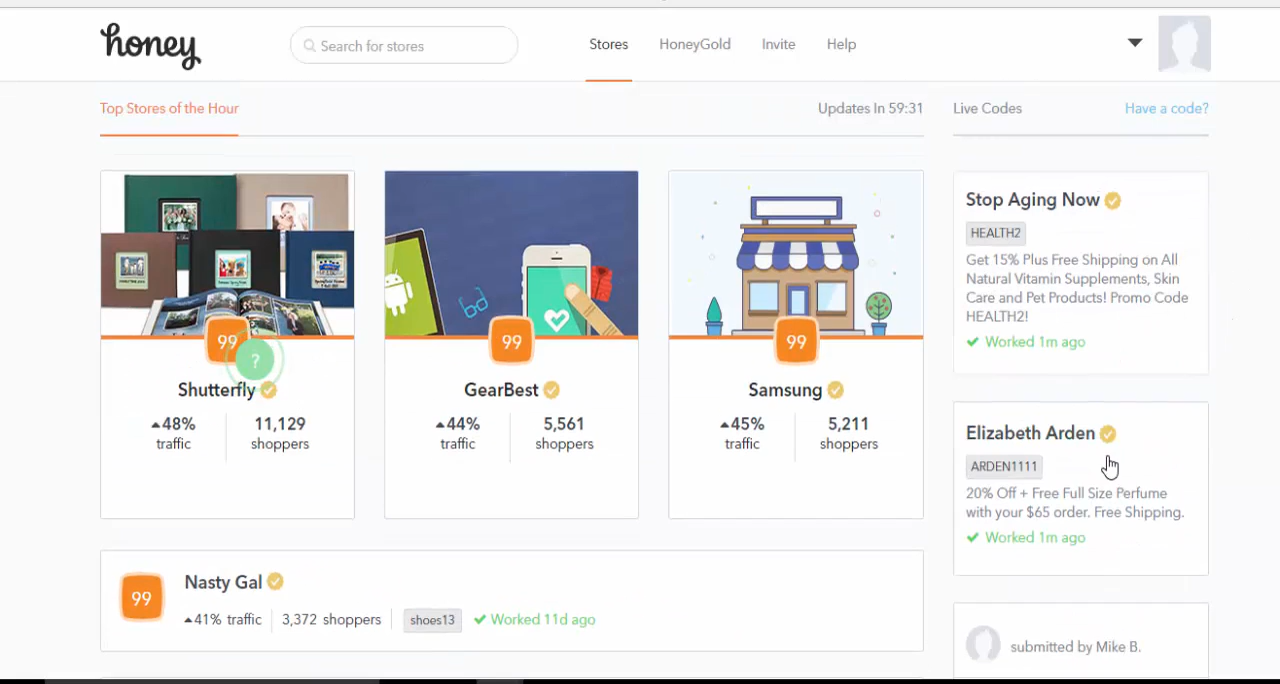 honey
Search for stores
Stores
HoneyGold
Invite
Help
Top Stores of the Hour
Updates In 59:31
99
?
Shutterfly
48%
traffic
11,129
shoppers
99
GearBest
44%
traffic
5,561
shoppers
99
Samsung
45%
traffic
5,211
shoppers
99
Nasty Gal
41% traffic
3,372 shoppers
shoes13
Worked 11d ago
Live Codes
Have a code?
Stop Aging Now
HEALTH2
Get 15% Plus Free Shipping on All
Natural Vitamin Supplements, Skin
Care and Pet Products! Promo Code
HEALTH2!
Worked 1m ago
Elizabeth Arden
ARDEN1111
20% Off + Free Full Size Perfume
with your $65 order. Free Shipping.
Worked 1m ago
submitted by Mike B.